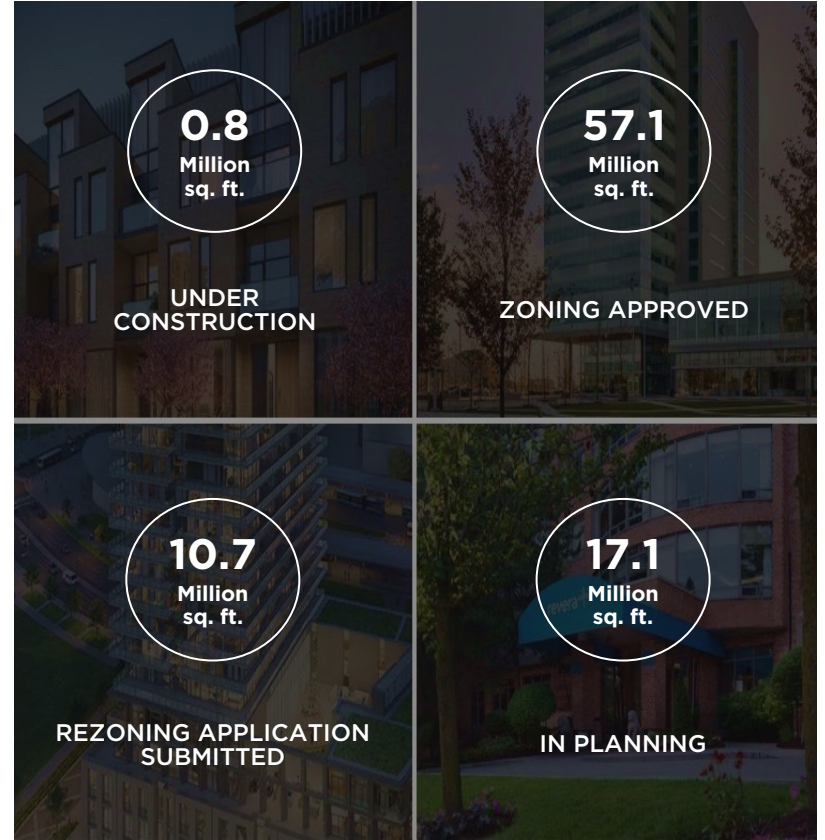 0.8
Million
sq. ft.
UNDER
CONSTRUCTION
57.1
Million
sq. ft.
ZONING APPROVED
10.7
Million
sq. ft.
REZONING APPLICATION
SUBMITTED
17.1
Million
sq. ft.
revera
IN PLANNING